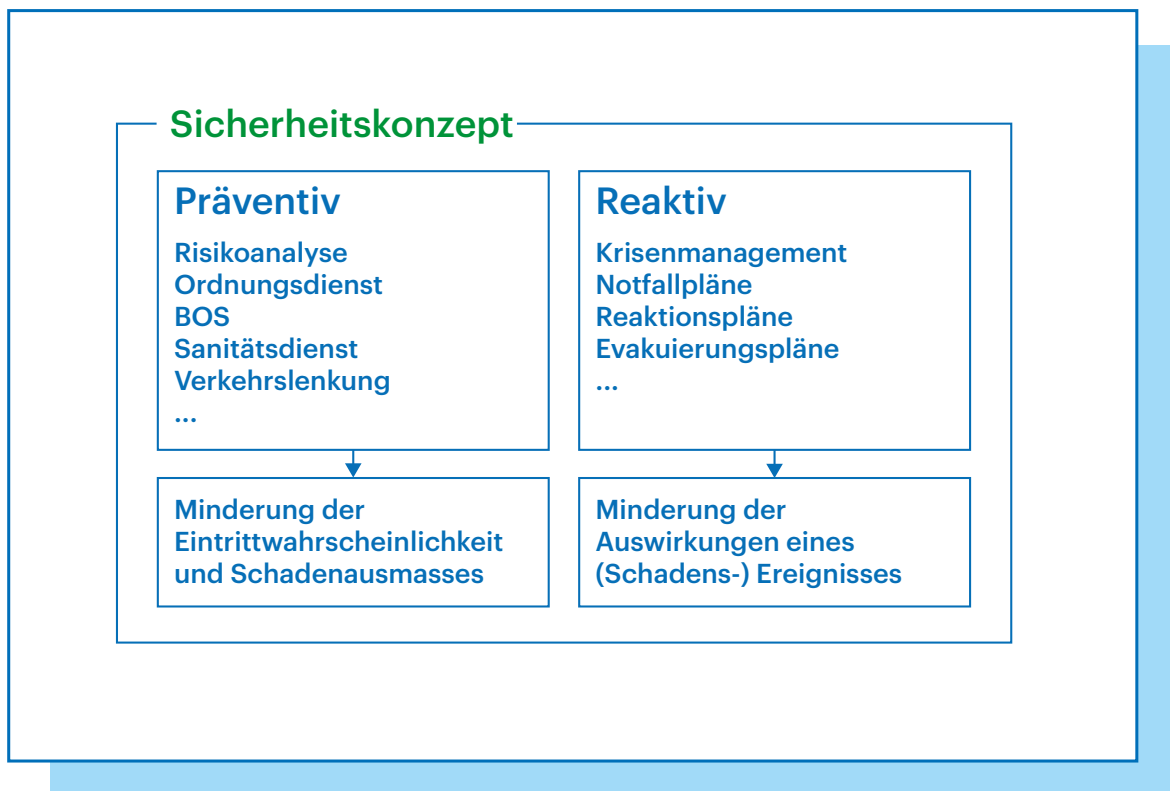 Sicherheitskonzept
Präventiv
Risikoanalyse
Ordnungsdienst
BOS
Sanitätsdienst
Verkehrslenkung
...
Minderung der
Eintrittwahrscheinlichkeit
und Schadenausmasses
Reaktiv
Krisenmanagement
Notfallpläne
Reaktionspläne
Evakuierungspläne
...
Minderung der
Auswirkungen eines
(Schadens-) Ereignisses